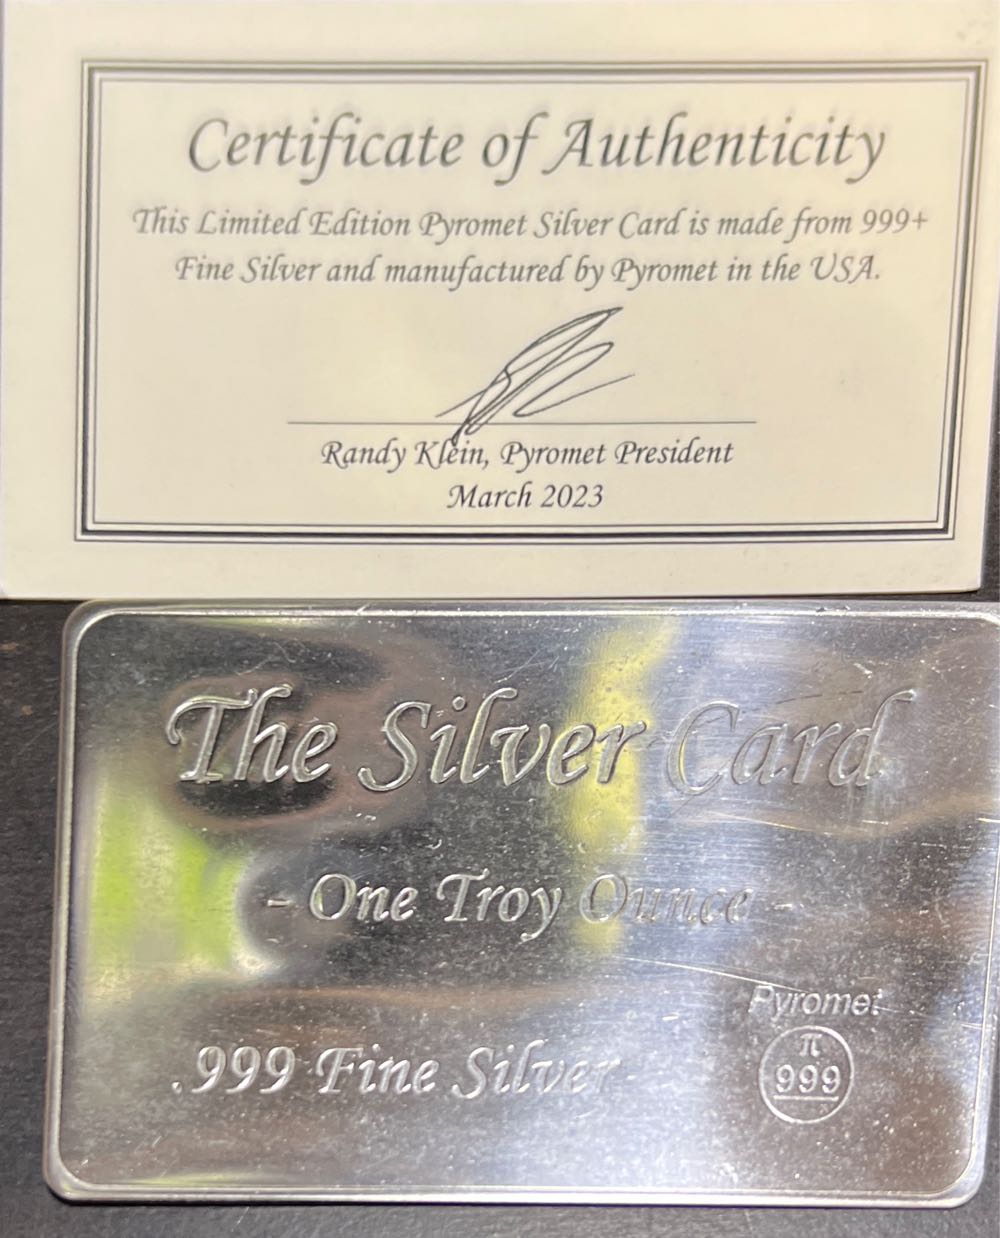 Certificate of Authenticity
This Limited Edition Pyromet Silver Card is made from 999+
Fine Silver and manufactured by Pyromet in the USA.
Randy Klein, Pyromet President
March 2023
The Silver Card
- One Troy Ounce -
.999 Fine Silver
Pyromet
π
999